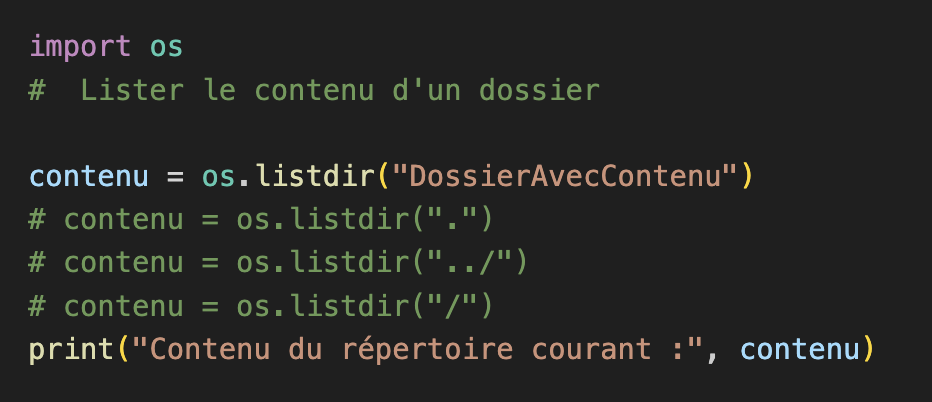 import os
#  Lister le contenu d'un dossier
contenu = os.listdir("DossierAvecContenu")
# contenu = os.listdir(".")
# contenu = os.listdir("../")
# contenu = os.listdir("/")
print("Contenu du répertoire courant :", contenu)